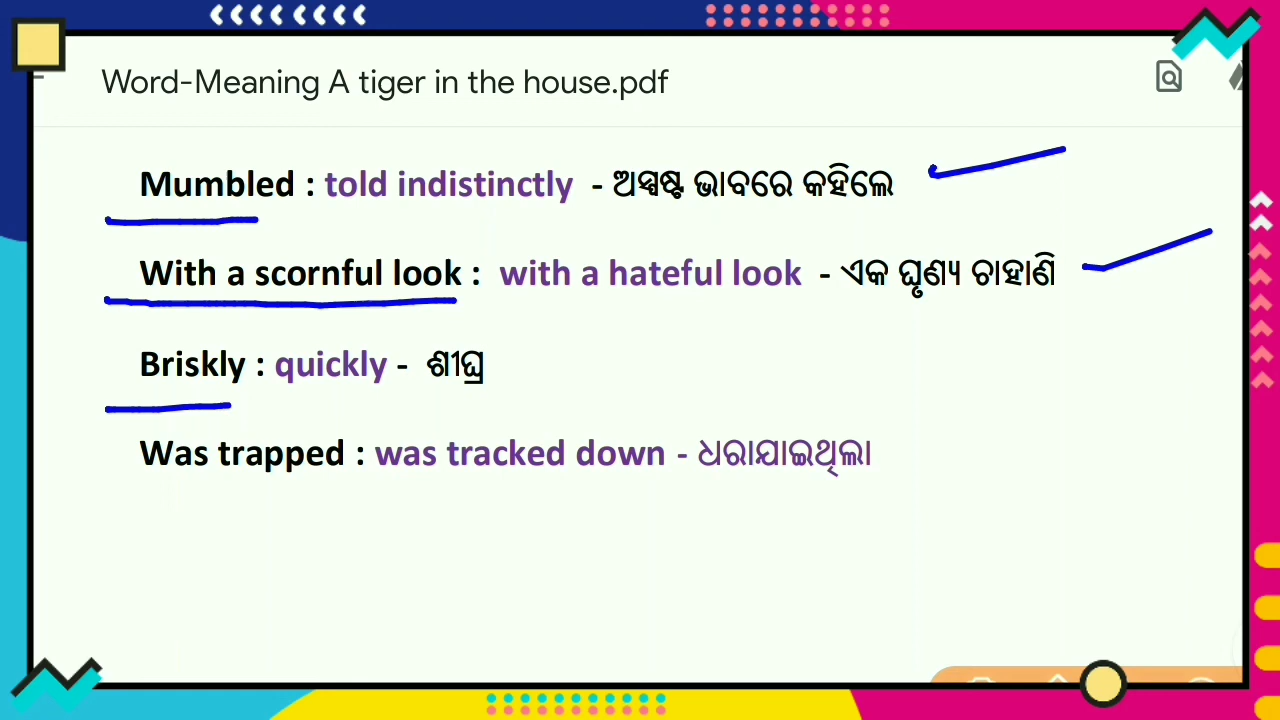 Word-Meaning A tiger in the house.pdf
Mumbled : told indistinctly - ଅସ୍ପଷ୍ଟ ଭାବରେ କହିଲେ
With a scornful look : with a hateful look - ଏକ ଘୃଣ୍ୟ ଚାହାଣି
Briskly : quickly - ଶୀଘ୍ର
Was trapped : was tracked down - ଧରାଯାଇଥିଲା